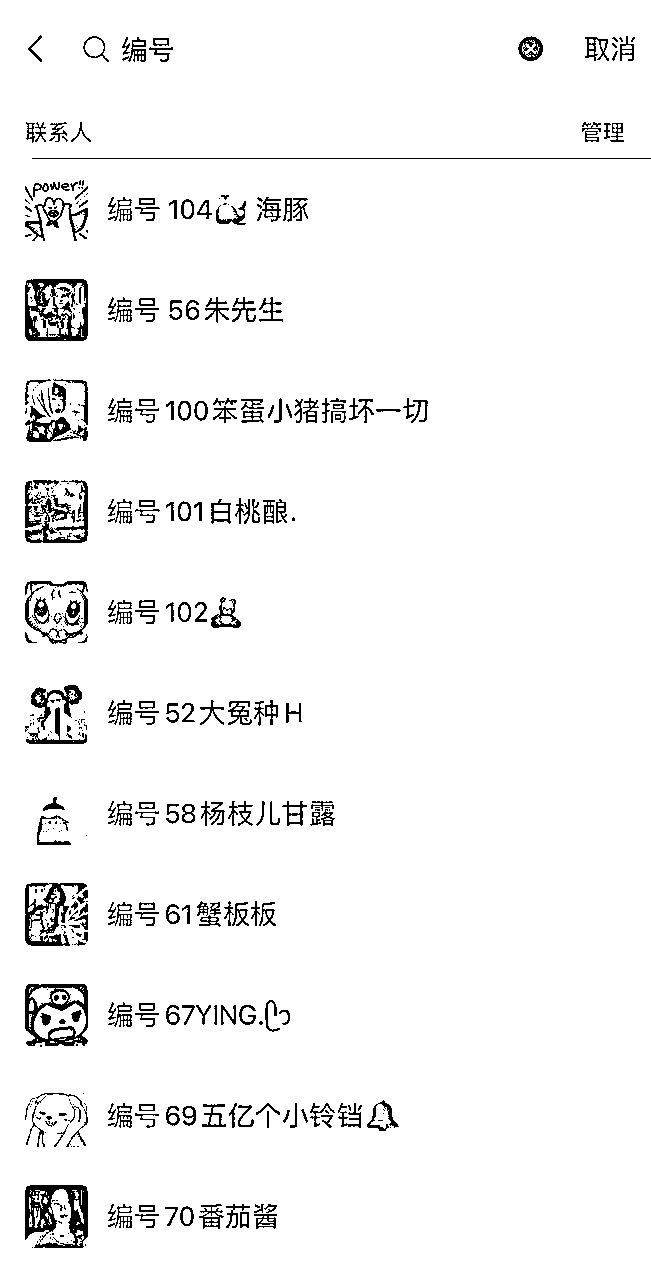 编号
取消
联系人
管理
power!!
编号 104🐳 海豚
编号 56朱先生
编号 100笨蛋小猪搞坏一切
编号 101白桃酿.
编号 102
编号 52大冤种 H
编号 58杨枝儿甘露
编号 61蟹板板
编号 67YING.
编号 69五亿个小铃铛🔔
编号 70番茄酱